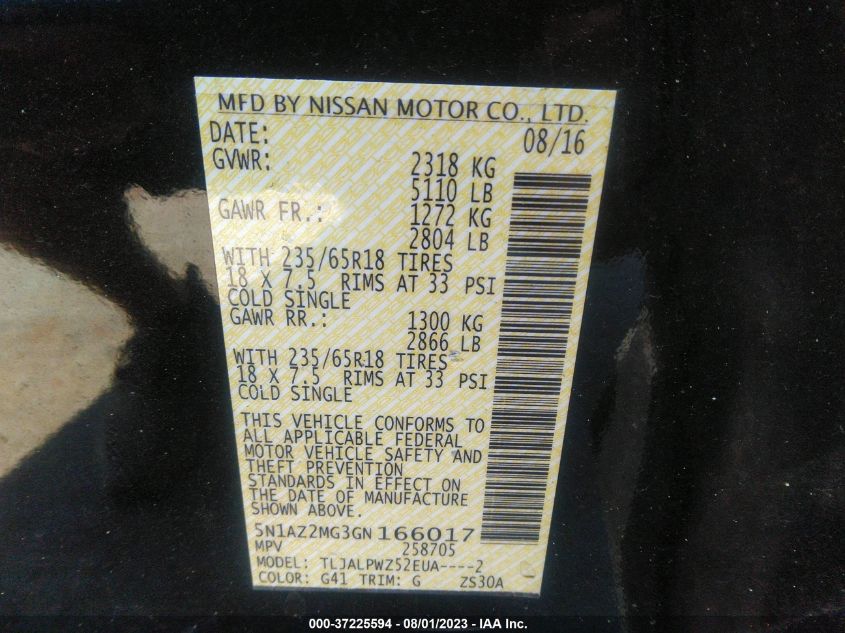 MFD BY NISSAN MOTOR CO., LTD.
DATE: 08/16
GVWR: 2318 KG
5110 LB
GAWR FR.: 1272 KG
2804 LB
WITH 235/65R18 TIRES
18 X 7.5 RIMS AT 33 PSI
COLD SINGLE
GAWR RR.: 1300 KG
2866 LB
WITH 235/65R18 TIRES
18 X 7.5 RIMS AT 33 PSI
COLD SINGLE
THIS VEHICLE CONFORMS TO
ALL APPLICABLE FEDERAL
MOTOR VEHICLE SAFETY AND
THEFT PREVENTION
STANDARDS IN EFFECT ON
THE DATE OF MANUFACTURE
SHOWN ABOVE.
5N1AZ2MG3GN166017
MPV 258705
MODEL: TLJALPWZ52EUA----2
COLOR: G41 TRIM: G ZS30A
000-37225594 - 08/01/2023 - IAA Inc.